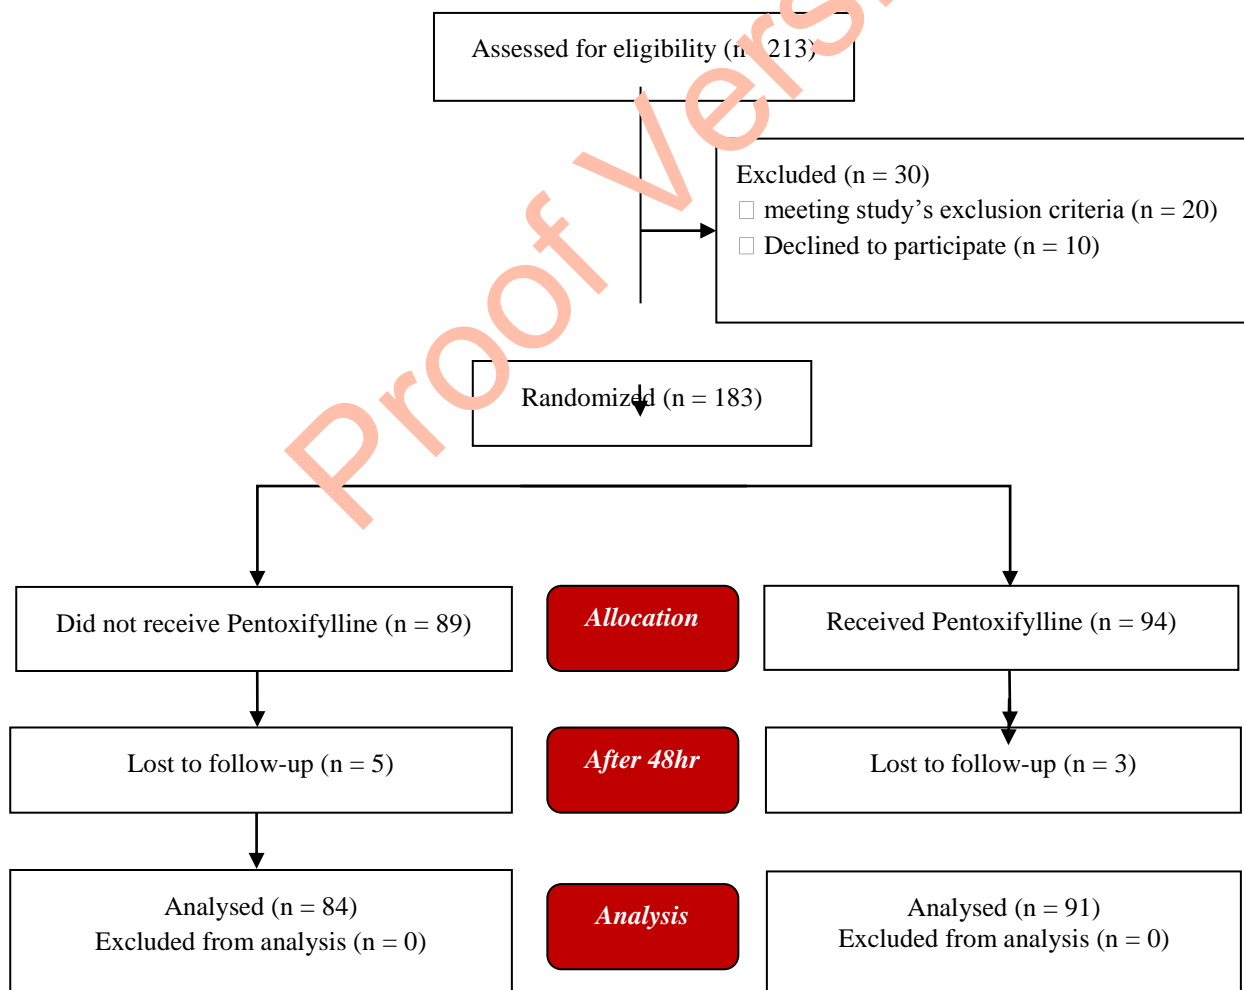 Assessed for eligibility (n= 213)
Excluded (n = 30)
□ meeting study’s exclusion criteria (n = 20)
□ Declined to participate (n = 10)
Randomized (n = 183)
Did not receive Pentoxifylline (n = 89)
Allocation
Received Pentoxifylline (n = 94)
Lost to follow-up (n = 5)
After 48hr
Lost to follow-up (n = 3)
Analysed (n = 84)
Excluded from analysis (n = 0)
Analysis
Analysed (n = 91)
Excluded from analysis (n = 0)
Proof